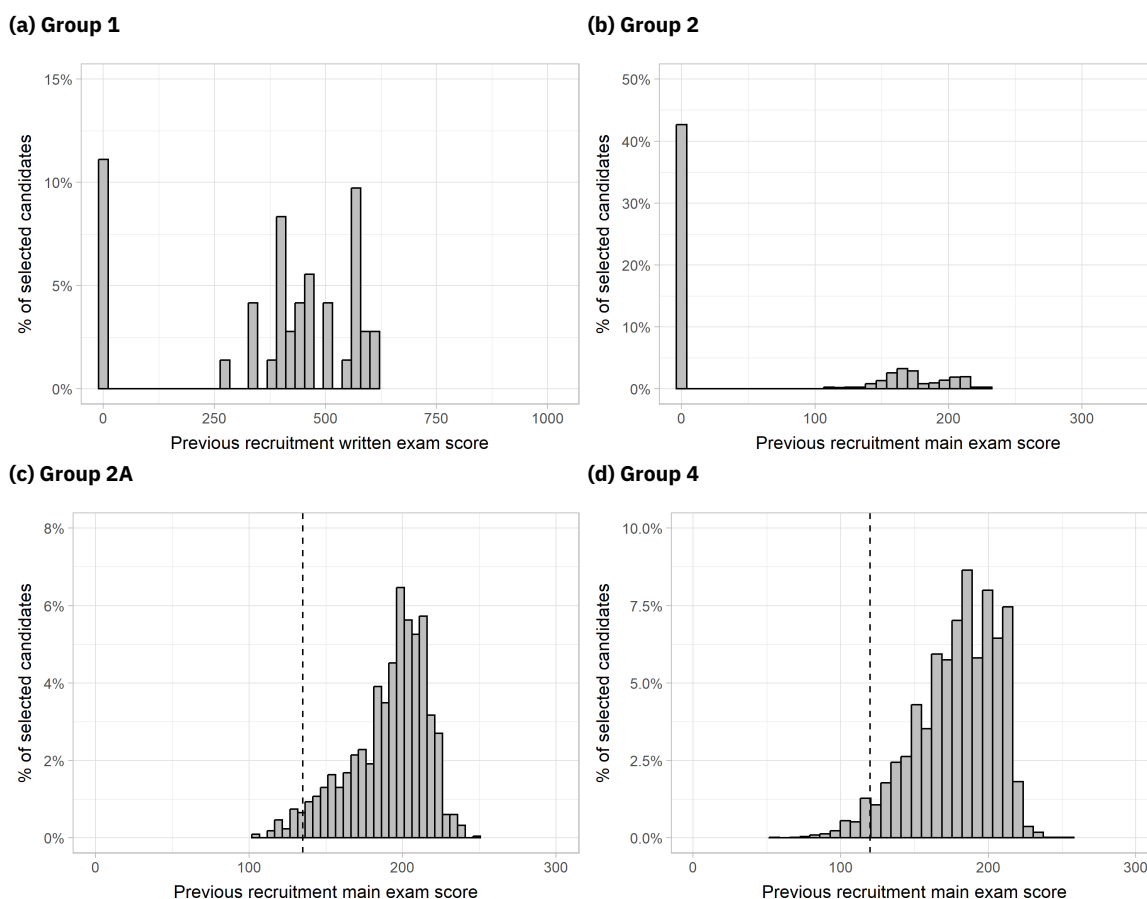 (a) Group 1
15%
10%
5%
0%
% of selected candidates
0 250 500 750 1000
Previous recruitment written exam score
(b) Group 2
50%
40%
30%
20%
10%
0%
% of selected candidates
0 100 200 300
Previous recruitment main exam score
(c) Group 2A
8%
6%
4%
2%
0%
% of selected candidates
0 100 200 300
Previous recruitment main exam score
(d) Group 4
10.0%
7.5%
5.0%
2.5%
0.0%
% of selected candidates
0 100 200 300
Previous recruitment main exam score